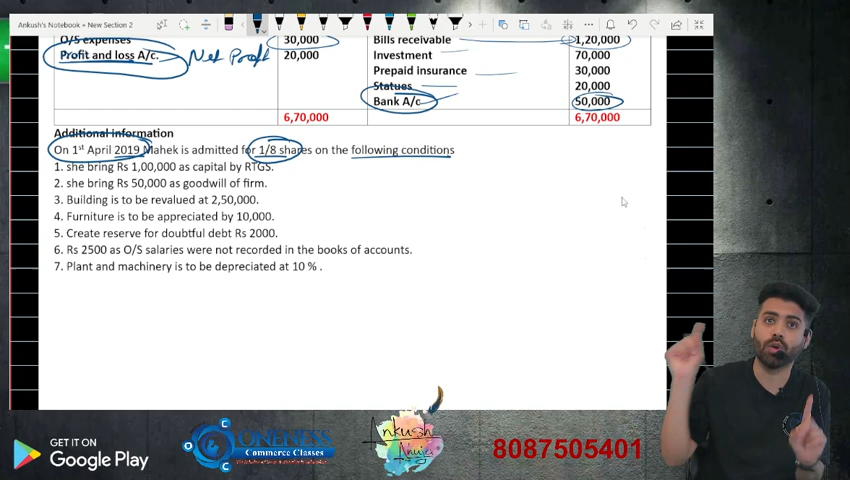 Ankush's Notebook » New Section 2
O/S expenses 30,000 Bills receivable 1,20,000
Profit and loss A/c. Net Profit 20,000 Investment 70,000
Prepaid insurance 30,000
Statues 20,000
Bank A/c 50,000
6,70,000 6,70,000
Additional information
On 1st April 2019 Mahek is admitted for 1/8 shares on the following conditions
1. she bring Rs 1,00,000 as capital by RTGS.
2. she bring Rs 50,000 as goodwill of firm.
3. Building is to be revalued at 2,50,000.
4. Furniture is to be appreciated by 10,000.
5. Create reserve for doubtful debt Rs 2000.
6. Rs 2500 as O/S salaries were not recorded in the books of accounts.
7. Plant and machinery is to be depreciated at 10 % .
GET IT ON
Google Play
O C C
ONENESS
Commerce Classes
Ankush
Ahuja
8087505401